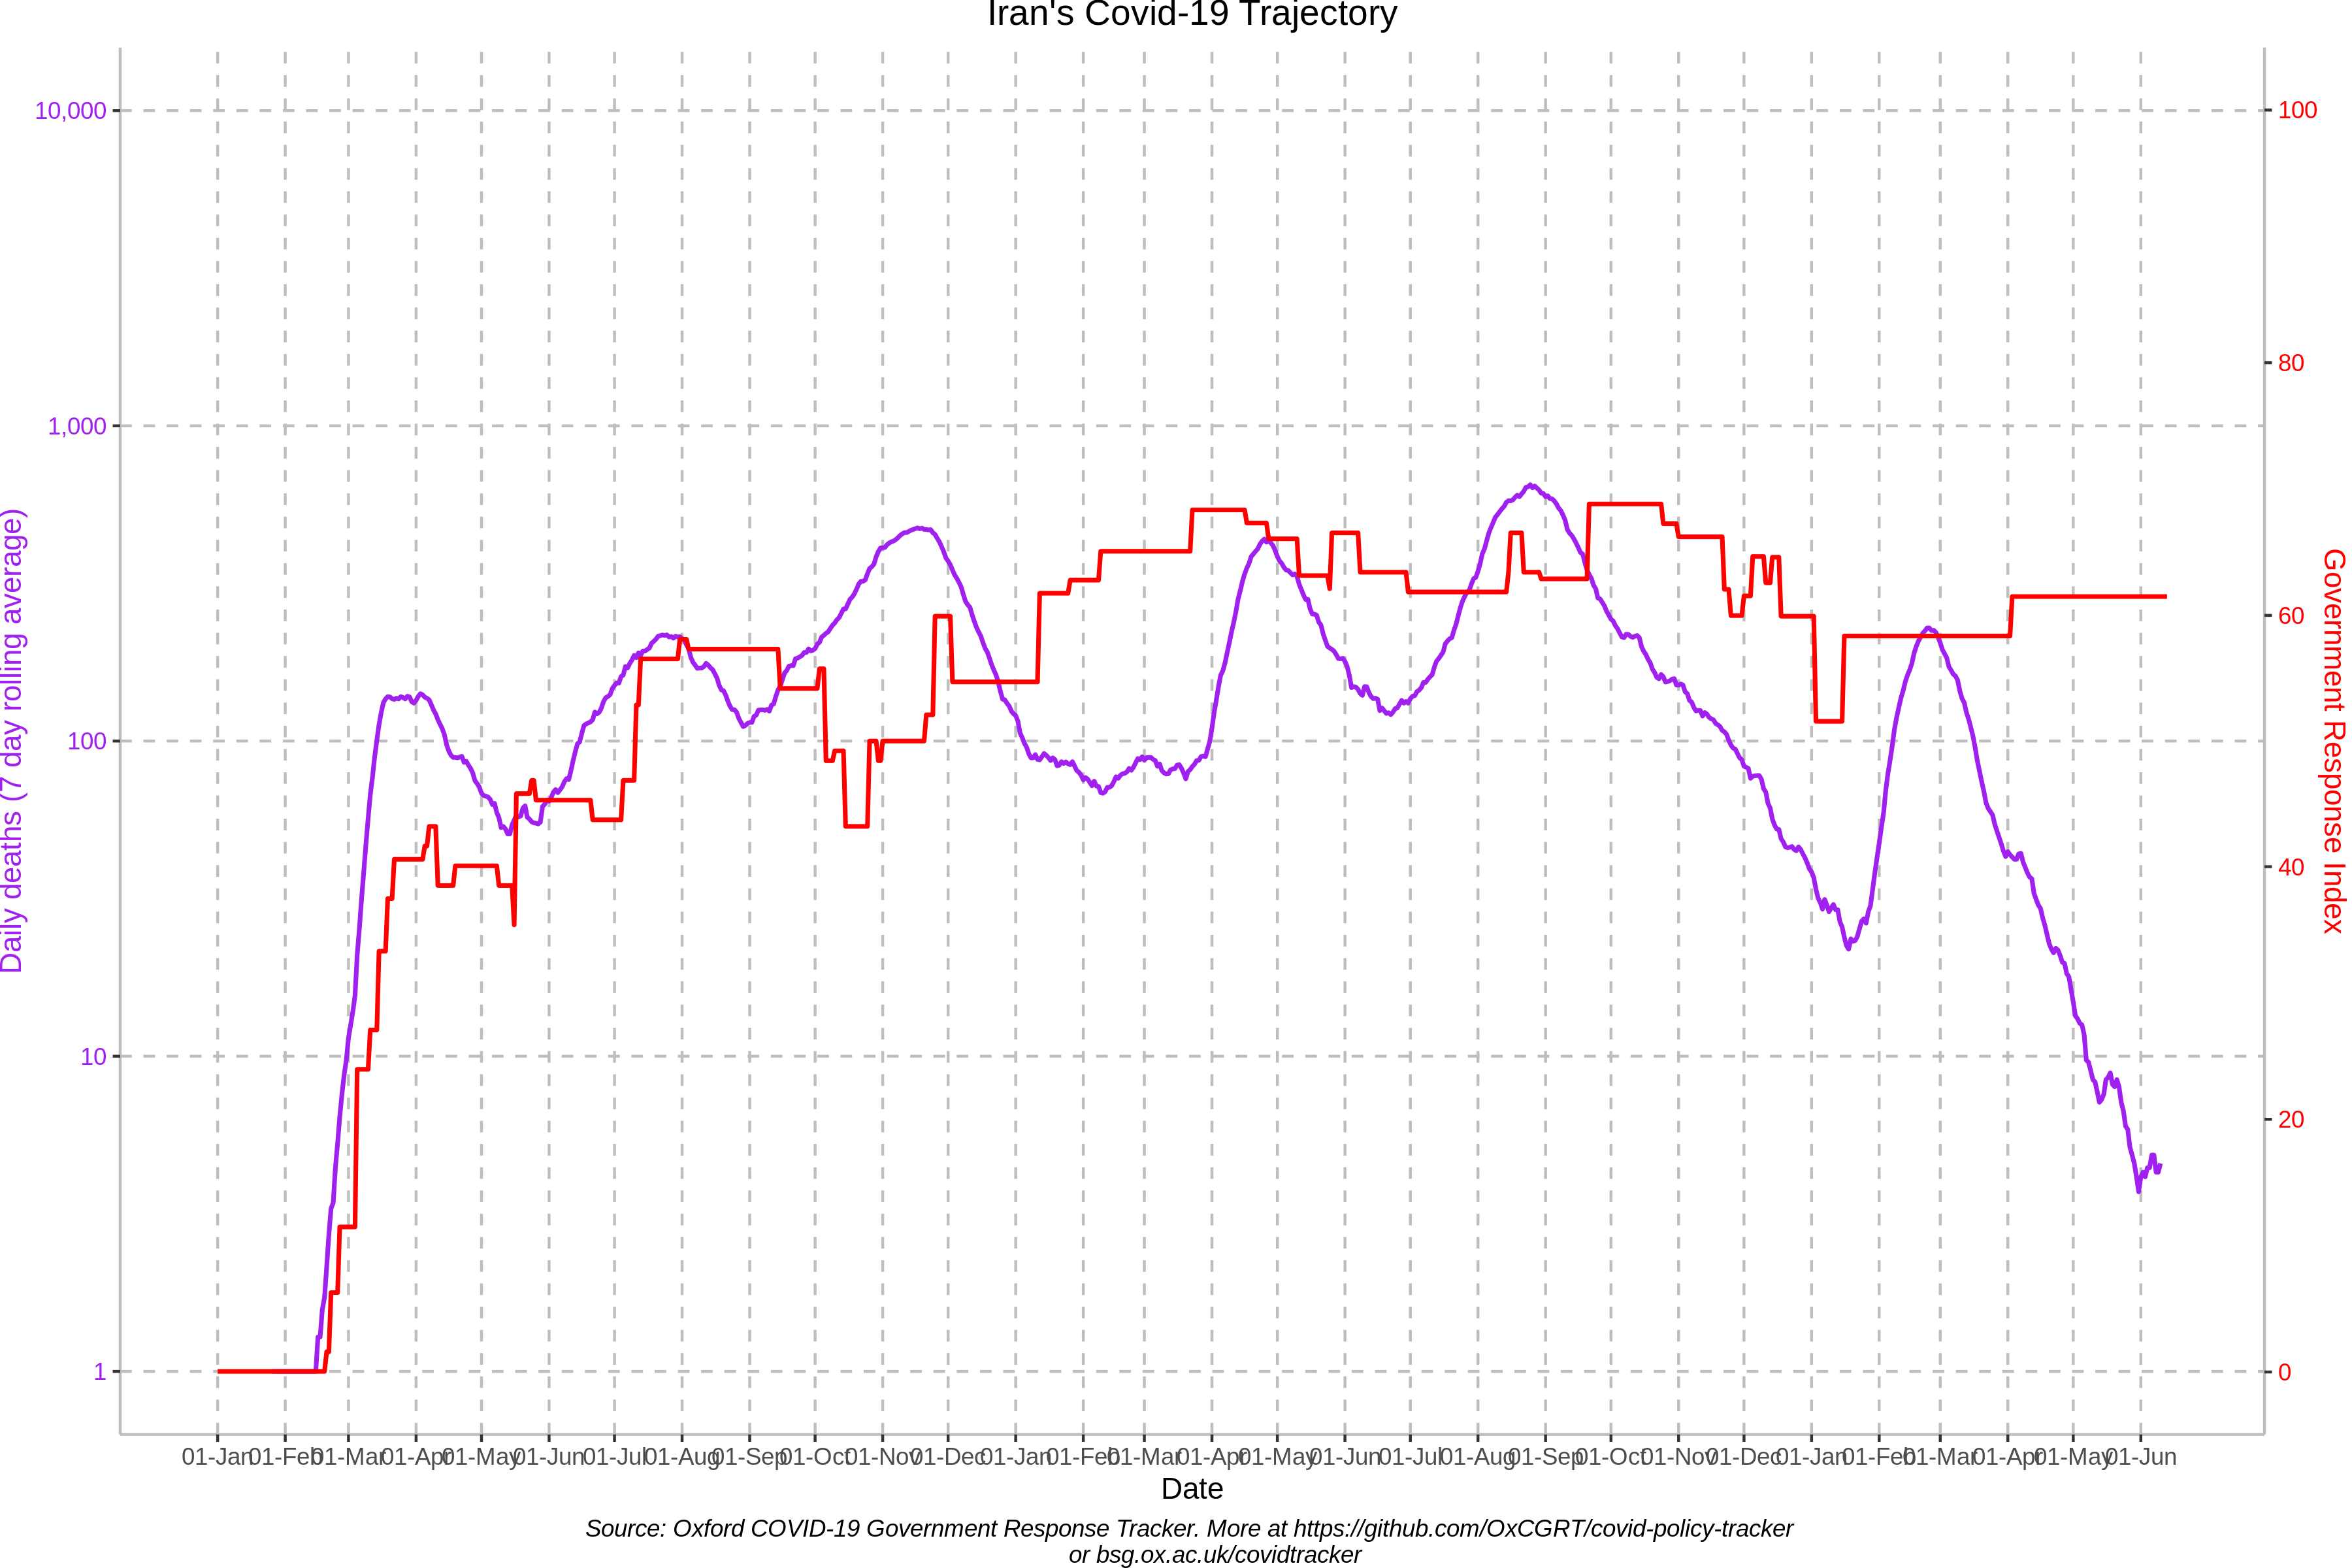 Iran's Covid-19 Trajectory
10,000
1,000
100
10
1
Daily deaths (7 day rolling average)
100
80
60
40
20
0
Government Response Index
01-Jan 01-Feb 01-Mar 01-Apr 01-May 01-Jun 01-Jul 01-Aug 01-Sep 01-Oct 01-Nov 01-Dec 01-Jan 01-Feb 01-Mar 01-Apr 01-May 01-Jun 01-Jul 01-Aug 01-Sep 01-Oct 01-Nov 01-Dec 01-Jan 01-Feb 01-Mar 01-Apr 01-May 01-Jun
Date
Source: Oxford COVID-19 Government Response Tracker. More at https://github.com/OxCGRT/covid-policy-tracker
or bsg.ox.ac.uk/covidtracker